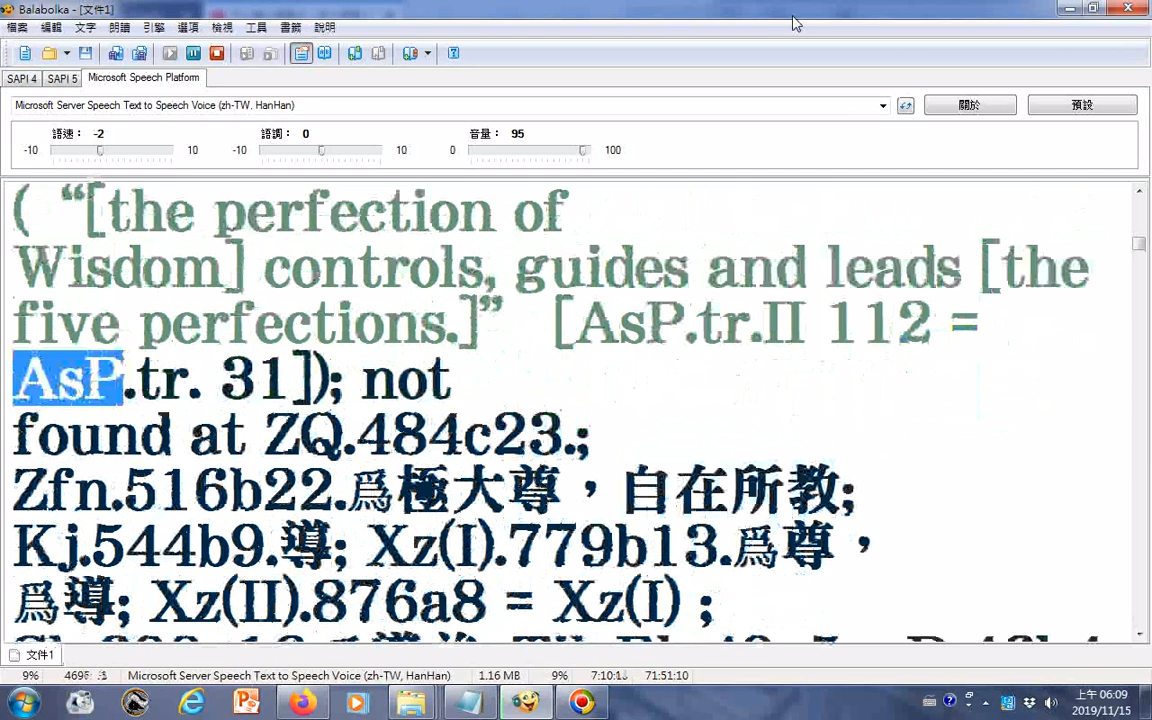 Balabolka - [文件1]
檔案 編輯 文字 朗讀 引擎 選項 檢視 工具 書籤 說明
SAPI 4 SAPI 5 Microsoft Speech Platform
Microsoft Server Speech Text to Speech Voice (zh-TW, HanHan) 關於 預設
語速： -2 語調： 0 音量： 95
-10 10 -10 10 0 100
( “[the perfection of
Wisdom] controls, guides and leads [the
five perfections.]” [AsP.tr.II 112 =
AsP.tr. 31]); not
found at ZQ.484c23.;
Zfn.516b22.爲極大尊，自在所教;
Kj.544b9.導; Xz(I).779b13.爲尊，
爲導; Xz(II).876a8 = Xz(I) ;
文件1
9% Microsoft Server Speech Text to Speech Voice (zh-TW, HanHan) 1.16 MB 9% 71:51:10
上午 06:09
2019/11/15